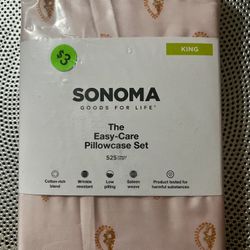 $3
KING
SONOMA
GOODS FOR LIFE®
The
Easy-Care
Pillowcase Set
525
Cotton rich
blend
Wrinkle
resistant
Low
pilling
Sateen
weave
Product tested for
harmful substances